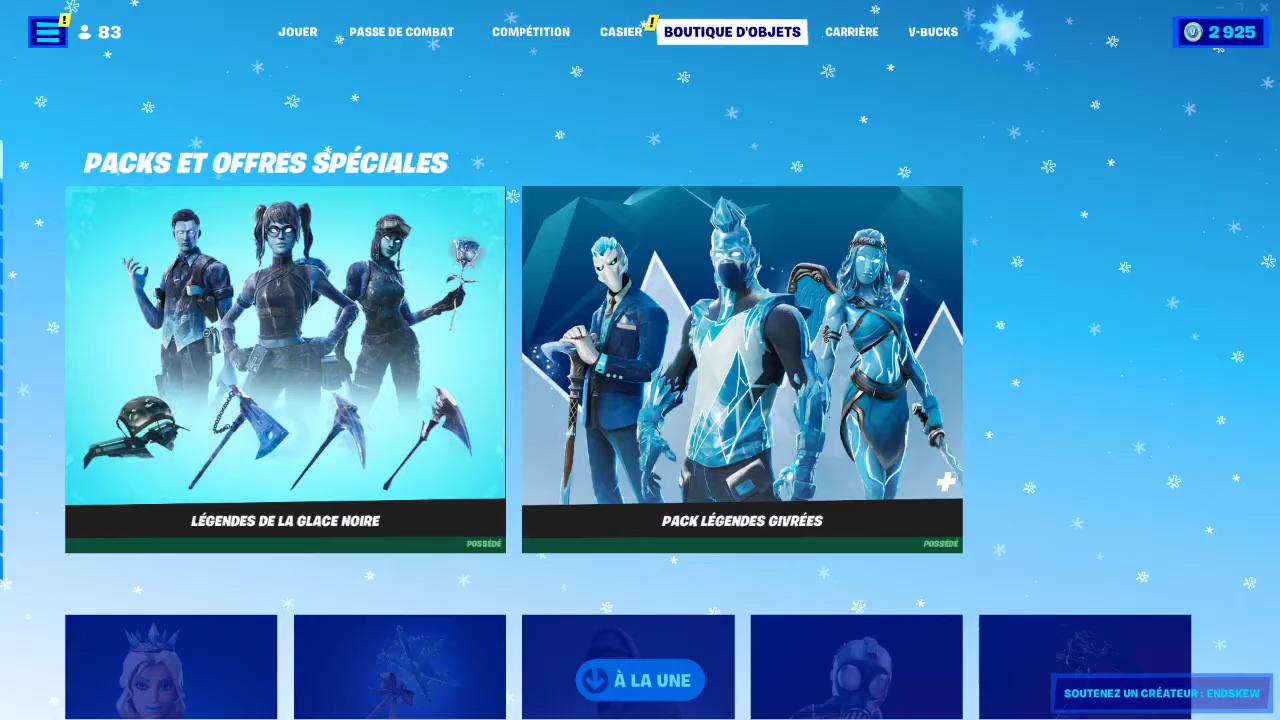 !
83
JOUER
PASSE DE COMBAT
COMPÉTITION
CASIER
!
BOUTIQUE D'OBJETS
CARRIÈRE
V-BUCKS
V
2 925
PACKS ET OFFRES SPÉCIALES
LÉGENDES DE LA GLACE NOIRE
POSSÉDÉ
PACK LÉGENDES GIVRÉES
POSSÉDÉ
À LA UNE
SOUTENEZ UN CRÉATEUR : ENDSKEW